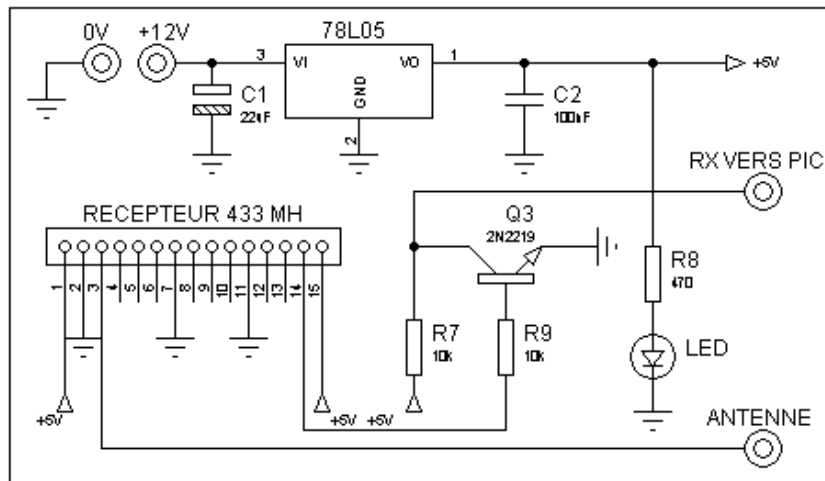 0V
+12V
78L05
3
VI
VO
1
+5V
GND
2
C1
22uF
C2
100nF
RX VERS PIC
RECEPTEUR 433 MH
Q3
2N2219
1
2
3
4
5
6
7
8
9
10
11
12
13
14
15
R7
10k
R9
10k
R8
470
LED
+5V
+5V
+5V
ANTENNE